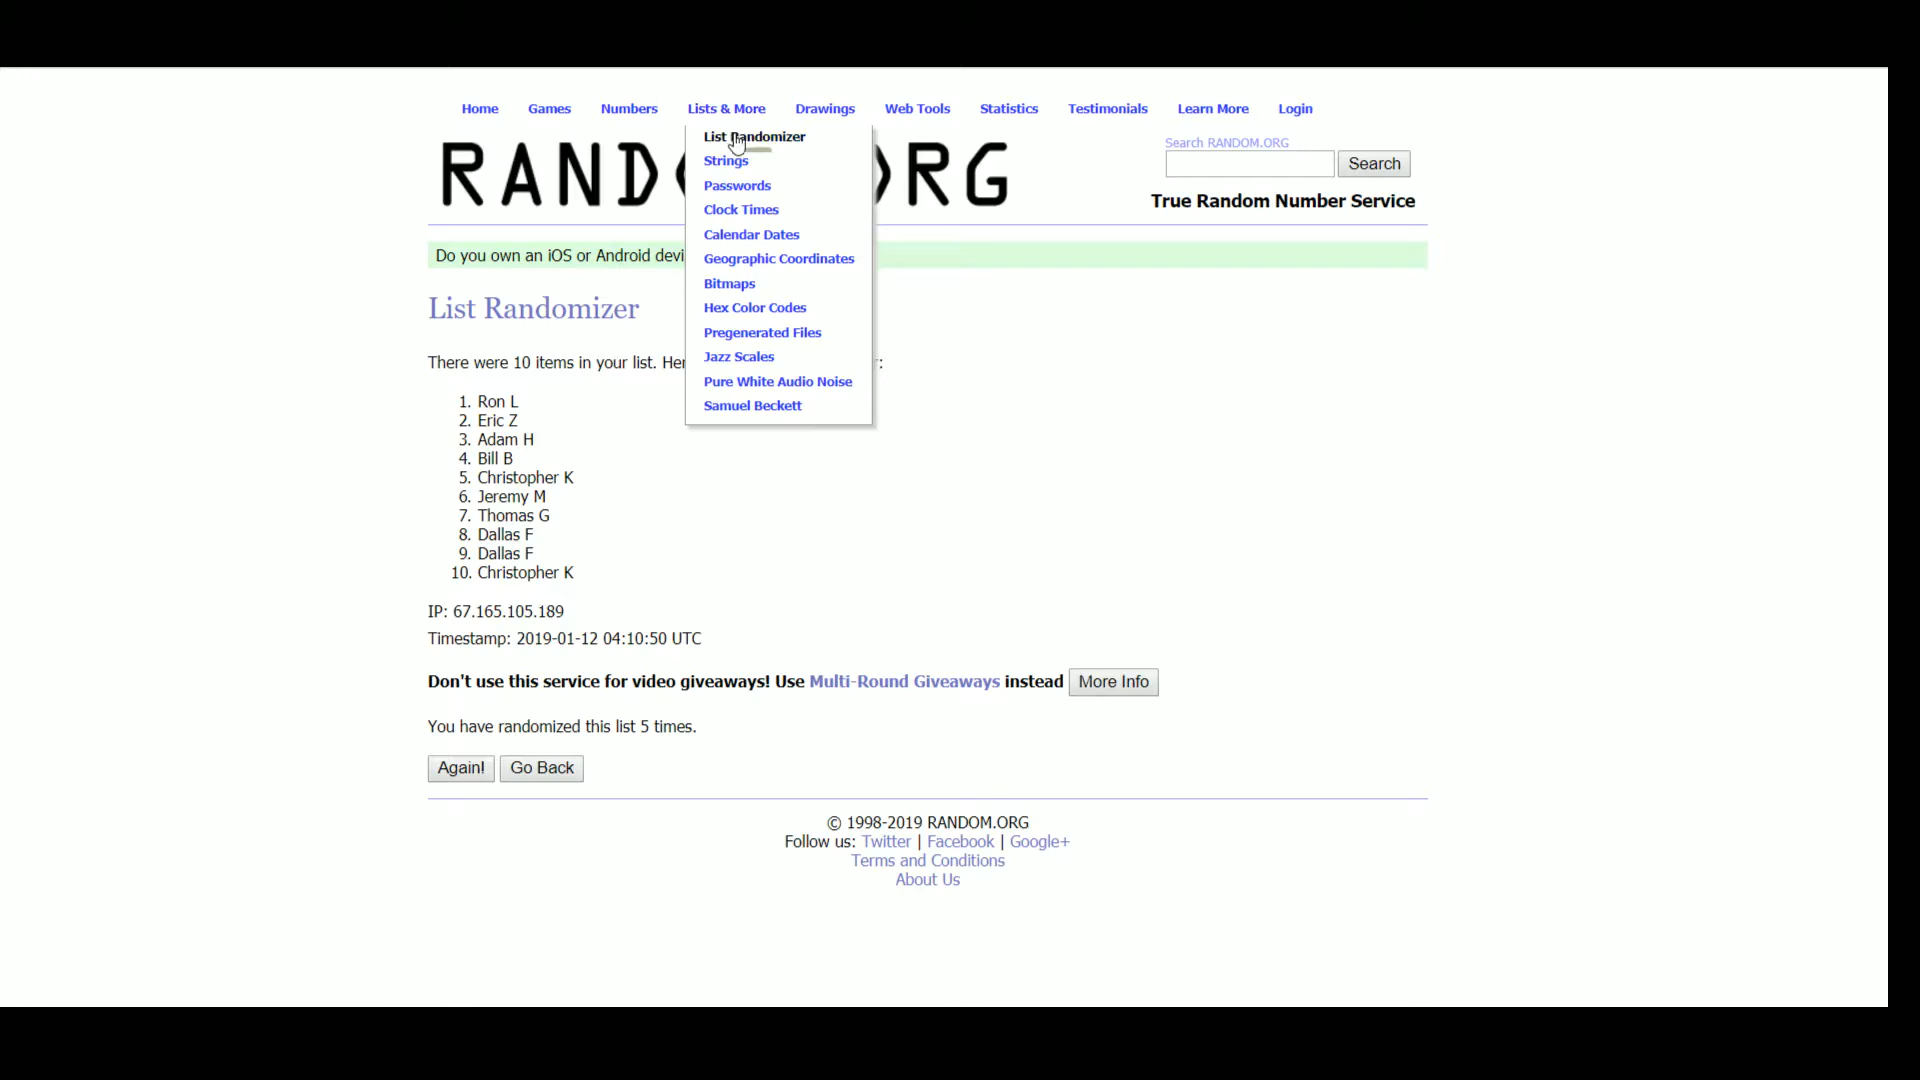 Home Games Numbers Lists & More Drawings Web Tools Statistics Testimonials Learn More Login
List Randomizer
Strings
Passwords
Clock Times
Calendar Dates
Geographic Coordinates
Bitmaps
Hex Color Codes
Pregenerated Files
Jazz Scales
Pure White Audio Noise
Samuel Beckett
RAND RG
Search RANDOM.ORG
Search
True Random Number Service
Do you own an iOS or Android devi
List Randomizer
There were 10 items in your list. Her :
1. Ron L
2. Eric Z
3. Adam H
4. Bill B
5. Christopher K
6. Jeremy M
7. Thomas G
8. Dallas F
9. Dallas F
10. Christopher K
IP: 67.165.105.189
Timestamp: 2019-01-12 04:10:50 UTC
Don't use this service for video giveaways! Use Multi-Round Giveaways instead More Info
You have randomized this list 5 times.
Again! Go Back
© 1998-2019 RANDOM.ORG
Follow us: Twitter | Facebook | Google+
Terms and Conditions
About Us